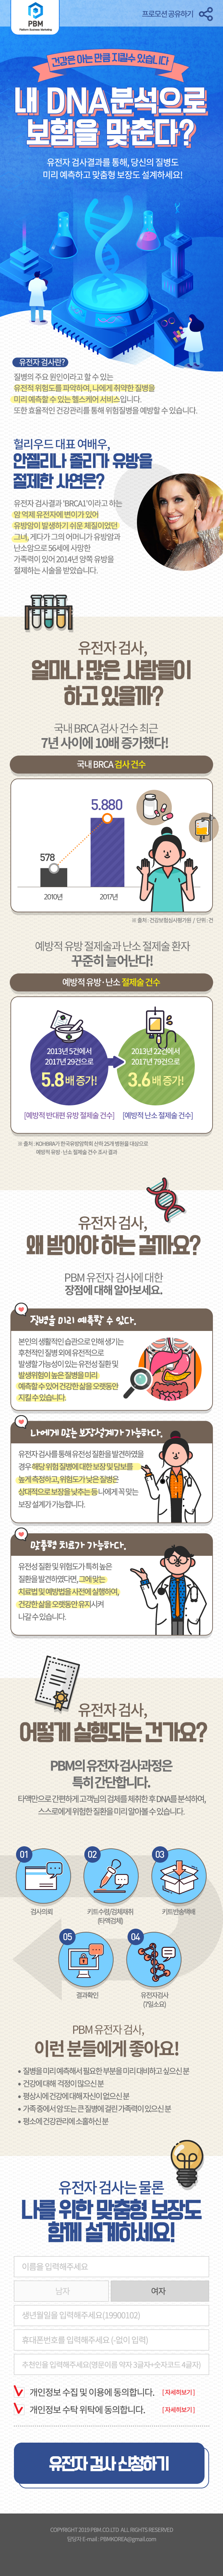 PBM
Platform Business Marketing
프로모션 공유하기
건강은 아는 만큼 지킬수 있습니다
내 DNA분석으로
보험을 맞춘다?
유전자 검사결과를 통해, 당신의 질병도
미리 예측하고 맞춤형 보장도 설계하세요!
유전자 검사란?
질병의 주요 원인이라고 할 수 있는
유전적 위험도를 파악하여, 나에게 취약한 질병을
미리 예측할 수 있는 헬스케어 서비스입니다.
또한 효율적인 건강관리를 통해 위험질병을 예방할 수 있습니다.
헐리우드 대표 여배우,
안젤리나 졸리가 유방을
절제한 사연은?
유전자 검사결과 'BRCA1'이라고 하는
암 억제 유전자에 변이가 있어
유방암이 발생하기 쉬운 체질이었던
그녀, 게다가 그의 어머니가 유방암과
난소암으로 56세에 사망한
가족력이 있어 2014년 양쪽 유방을
절제하는 시술을 받았습니다.
유전자 검사,
얼마나 많은 사람들이
하고 있을까?
국내 BRCA 검사 건수 최근
7년 사이에 10배 증가했다!
국내 BRCA 검사 건수
5.880
578
2010년
2017년
※ 출처 : 건강보험심사평가원 / 단위 : 건
예방적 유방 절제술과 난소 절제술 환자
꾸준히 늘어난다!
예방적 유방·난소 절제술 건수
2013년 5건에서
2017년 29건으로
5.8배 증가!
2013년 22건에서
2017년 79건으로
3.6배 증가!
[예방적 반대편 유방 절제술 건수]
[예방적 난소 절제술 건수]
※ 출처 : KOHBRA가 한국유방암학회 산하 25개 병원을 대상으로
예방적 유방·난소 절제술 건수 조사 결과
유전자 검사,
왜 받아야 하는 걸까요?
PBM 유전자 검사에 대한
장점에 대해 알아보세요.
질병을 미리 예측할 수 있다.
본인의 생활적인 습관으로 인해 생기는
후천적인 질병 외에 유전적으로
발생할 가능성이 있는 유전성 질환 및
발생위험이 높은 질병을 미리
예측할 수 있어 건강한 삶을 오랫동안
지킬 수 있습니다.
나에게 맞는 보장설계가 가능하다.
유전자 검사를 통해 유전성 질환을 발견하였을
경우 해당 위험 질병에 대한 보장 및 담보를
높게 측정하고, 위험도가 낮은 질병은
상대적으로 보장을 낮추는 등 나에게 꼭 맞는
보장 설계가 가능합니다.
맞춤형 치료가 가능하다.
유전성 질환 및 위험도가 특히 높은
질환을 발견하였다면, 그에 맞는
치료법 및 예방법을 사전에 실행하여,
건강한 삶을 오랫동안 유지시켜
나갈 수 있습니다.
유전자 검사,
어떻게 실행되는 건가요?
PBM의 유전자 검사과정은
특히 간단합니다.
타액만으로 간편하게 고객님의 검체를 채취한 후 DNA를 분석하여,
스스로에게 위험한 질환을 미리 알아볼 수 있습니다.
01
02
03
검사의뢰
키트수령/검체채취
(타액검체)
키트반송택배
05
04
결과확인
유전자검사
(7일소요)
PBM 유전자 검사,
이런 분들에게 좋아요!
• 질병을 미리 예측해서 필요한 부분을 미리 대비하고 싶으신 분
• 건강에 대해 걱정이 많으신 분
• 평상시에 건강에 대해 자신이 없으신 분
• 가족 중에서 암 또는 큰 질병에 걸린 가족력이 있으신 분
• 평소에 건강관리에 소홀하신 분
유전자 검사는 물론
나를 위한 맞춤형 보장도
함께 설계하세요!
이름을 입력해주세요
남자
여자
생년월일을 입력해주세요(19900102)
휴대폰번호를 입력해주세요 (-없이 입력)
추천인을 입력해주세요(영문이름 약자 3글자+숫자코드 4글자)
개인정보 수집 및 이용에 동의합니다. [ 자세히보기 ]
개인정보 수탁 위탁에 동의합니다. [ 자세히보기 ]
유전자 검사 신청하기
COPYRIGHT 2019 PBM CO.LTD ALL RIGHTS RESERVED
담당자 E-mail : PBMKOREA@gmail.com